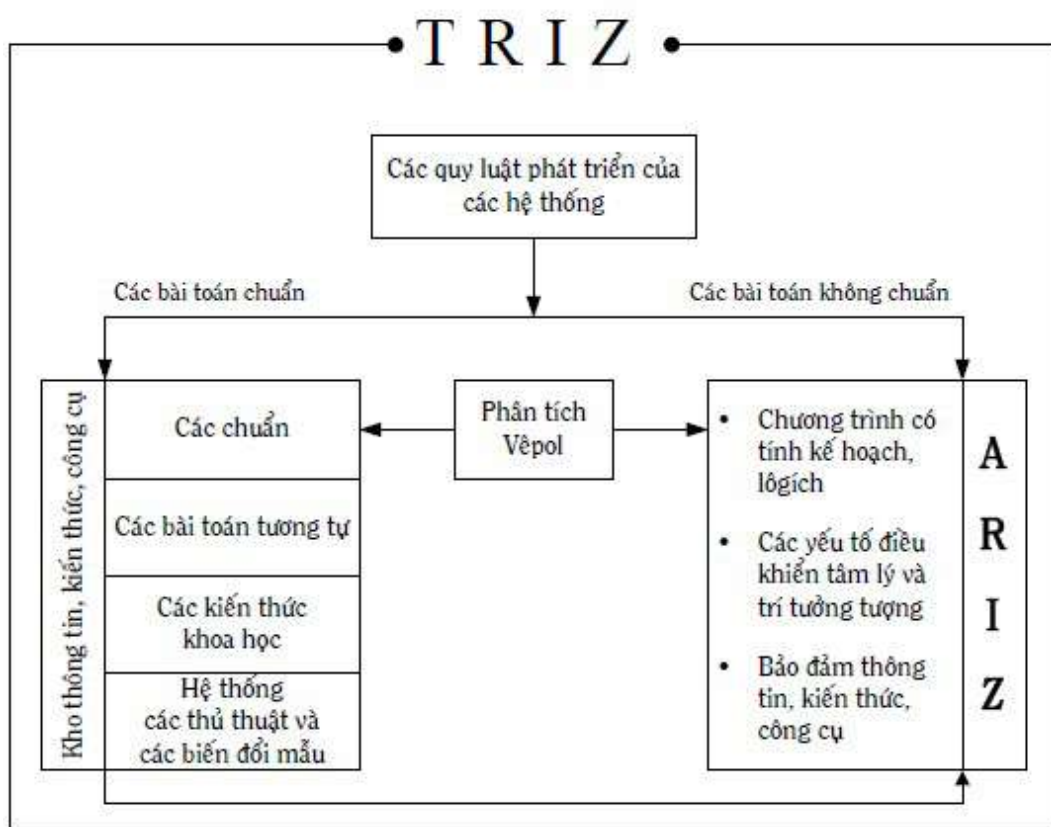 T R I Z
Các quy luật phát triển của
các hệ thống
Các bài toán chuẩn
Các bài toán không chuẩn
Kho thông tin, kiến thức, công cụ
Các chuẩn
Các bài toán tương tự
Các kiến thức
khoa học
Hệ thống
các thủ thuật và
các biến đổi mẫu
Phân tích
Vêpol
• Chương trình có
tính kế hoạch,
lôgích
• Các yếu tố điều
khiển tâm lý và
trí tưởng tượng
• Bảo đảm thông
tin, kiến thức,
công cụ
A
R
I
Z